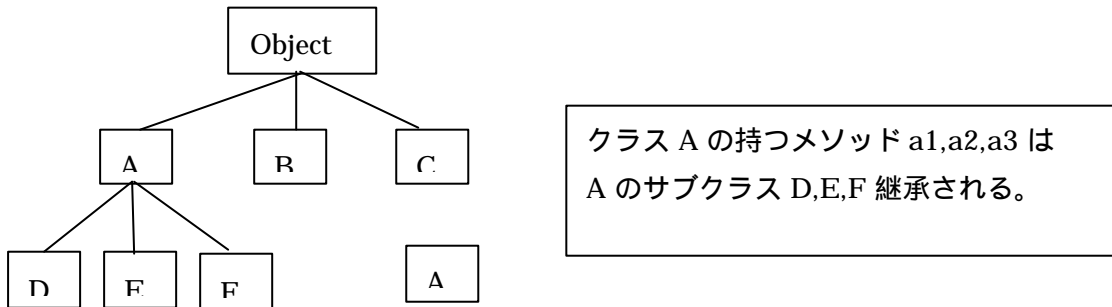 Object
A
B
C
クラス A の持つメソッド a1,a2,a3 は
A のサブクラス D,E,F 継承される。
D
E
F
A